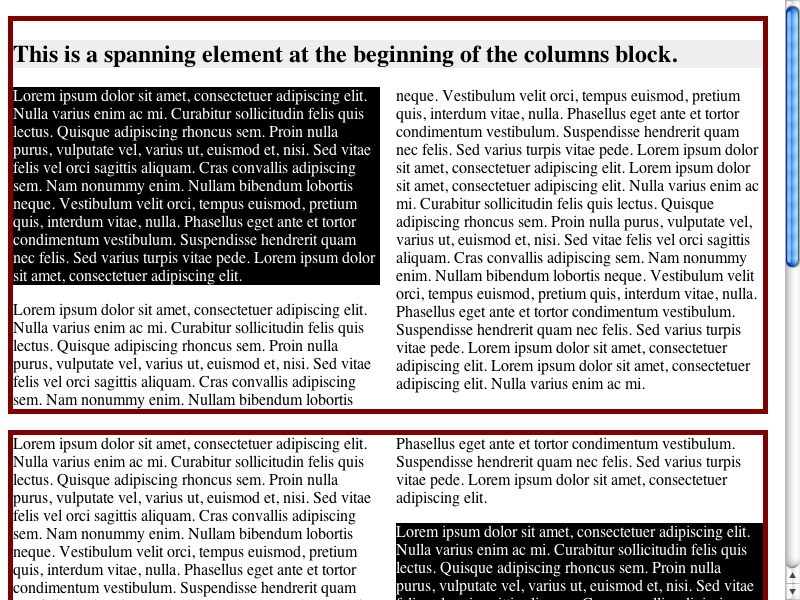 This is a spanning element at the beginning of the columns block.
Lorem ipsum dolor sit amet, consectetuer adipiscing elit.
Nulla varius enim ac mi. Curabitur sollicitudin felis quis
lectus. Quisque adipiscing rhoncus sem. Proin nulla
purus, vulputate vel, varius ut, euismod et, nisi. Sed vitae
felis vel orci sagittis aliquam. Cras convallis adipiscing
sem. Nam nonummy enim. Nullam bibendum lobortis
neque. Vestibulum velit orci, tempus euismod, pretium
quis, interdum vitae, nulla. Phasellus eget ante et tortor
condimentum vestibulum. Suspendisse hendrerit quam
nec felis. Sed varius turpis vitae pede. Lorem ipsum dolor
sit amet, consectetuer adipiscing elit.
Lorem ipsum dolor sit amet, consectetuer adipiscing elit.
Nulla varius enim ac mi. Curabitur sollicitudin felis quis
lectus. Quisque adipiscing rhoncus sem. Proin nulla
purus, vulputate vel, varius ut, euismod et, nisi. Sed vitae
felis vel orci sagittis aliquam. Cras convallis adipiscing
sem. Nam nonummy enim. Nullam bibendum lobortis
neque. Vestibulum velit orci, tempus euismod, pretium
quis, interdum vitae, nulla. Phasellus eget ante et tortor
condimentum vestibulum. Suspendisse hendrerit quam
nec felis. Sed varius turpis vitae pede. Lorem ipsum dolor
sit amet, consectetuer adipiscing elit. Lorem ipsum dolor
sit amet, consectetuer adipiscing elit. Nulla varius enim ac
mi. Curabitur sollicitudin felis quis lectus. Quisque
adipiscing rhoncus sem. Proin nulla purus, vulputate vel,
varius ut, euismod et, nisi. Sed vitae felis vel orci sagittis
aliquam. Cras convallis adipiscing sem. Nam nonummy
enim. Nullam bibendum lobortis neque. Vestibulum velit
orci, tempus euismod, pretium quis, interdum vitae, nulla.
Phasellus eget ante et tortor condimentum vestibulum.
Suspendisse hendrerit quam nec felis. Sed varius turpis
vitae pede. Lorem ipsum dolor sit amet, consectetuer
adipiscing elit. Lorem ipsum dolor sit amet, consectetuer
adipiscing elit. Nulla varius enim ac mi.
Lorem ipsum dolor sit amet, consectetuer adipiscing elit.
Nulla varius enim ac mi. Curabitur sollicitudin felis quis
lectus. Quisque adipiscing rhoncus sem. Proin nulla
purus, vulputate vel, varius ut, euismod et, nisi. Sed vitae
felis vel orci sagittis aliquam. Cras convallis adipiscing
sem. Nam nonummy enim. Nullam bibendum lobortis
neque. Vestibulum velit orci, tempus euismod, pretium
quis, interdum vitae, nulla. Phasellus eget ante et tortor
condimentum vestibulum. Suspendisse hendrerit quam
Phasellus eget ante et tortor condimentum vestibulum.
Suspendisse hendrerit quam nec felis. Sed varius turpis
vitae pede. Lorem ipsum dolor sit amet, consectetuer
adipiscing elit.
Lorem ipsum dolor sit amet, consectetuer adipiscing elit.
Nulla varius enim ac mi. Curabitur sollicitudin felis quis
lectus. Quisque adipiscing rhoncus sem. Proin nulla
purus, vulputate vel, varius ut, euismod et, nisi. Sed vitae